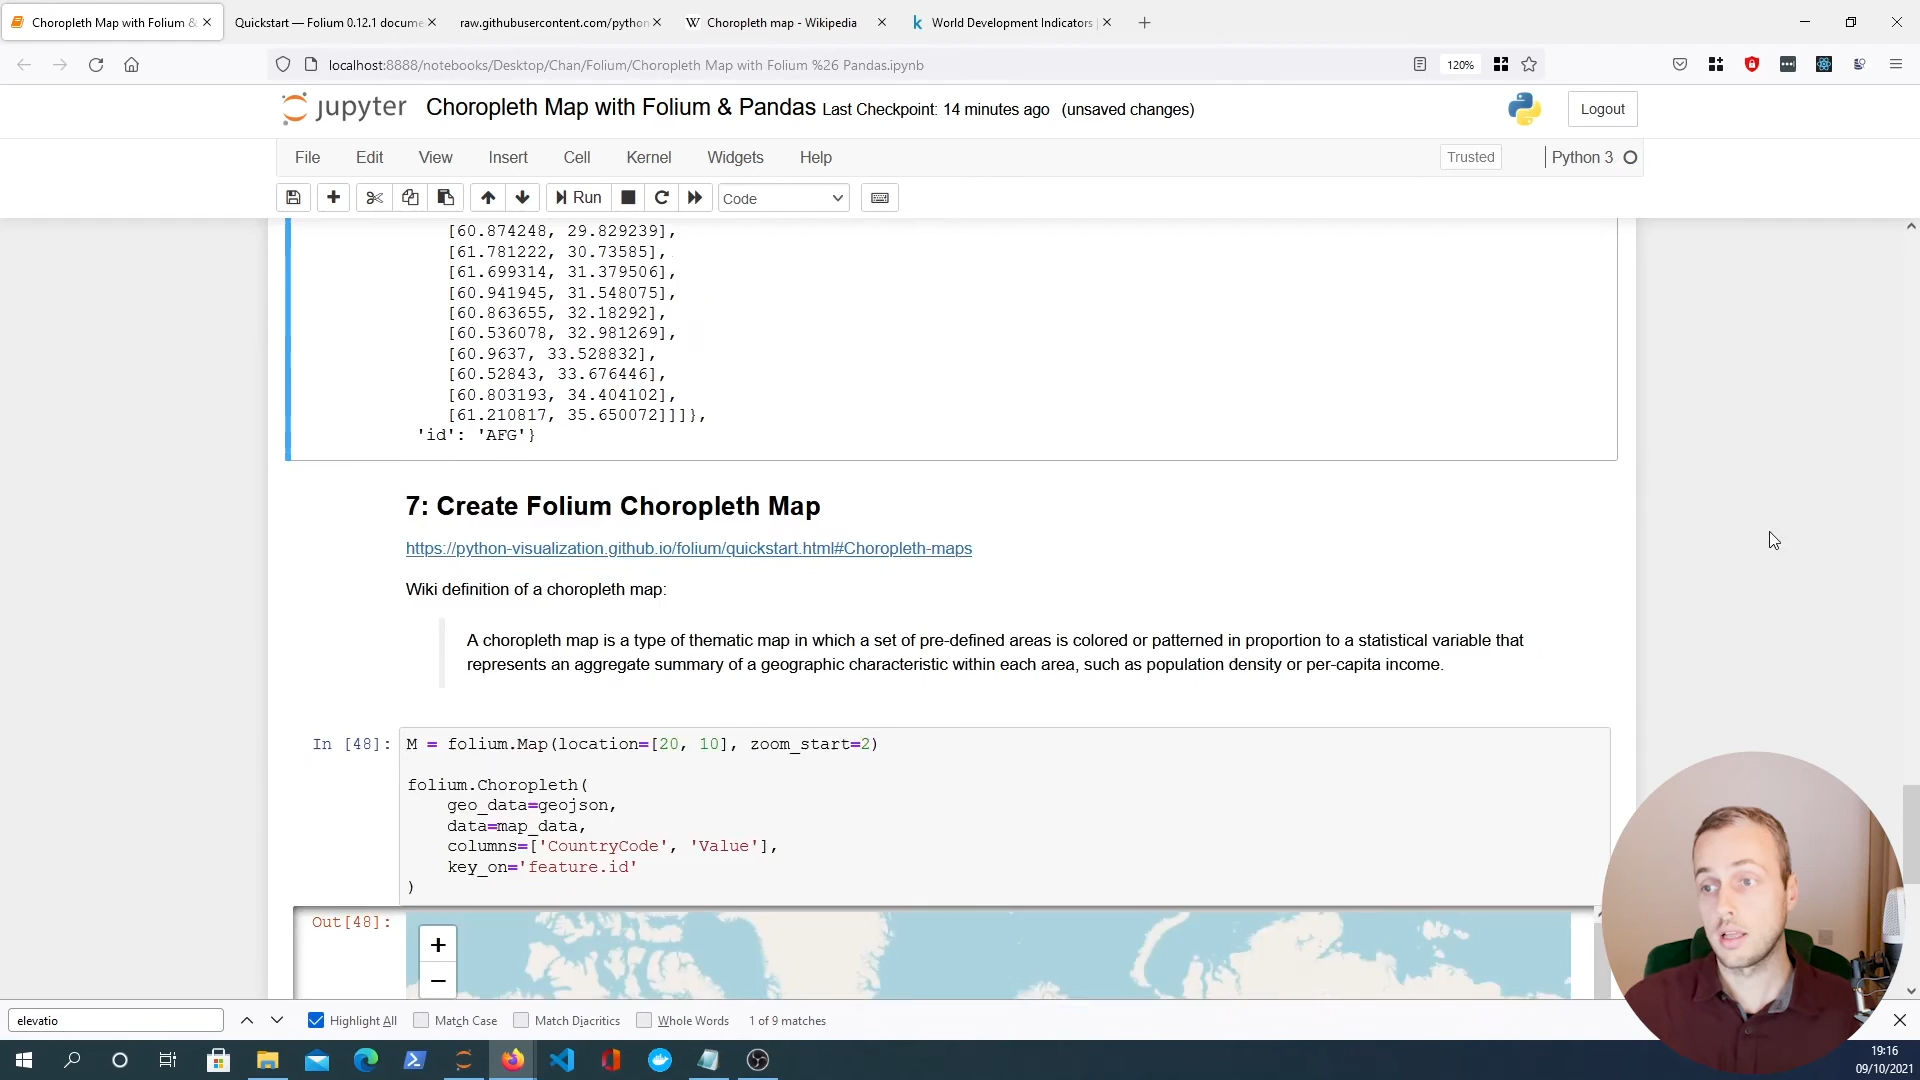 Choropleth Map with Folium &
Quickstart — Folium 0.12.1 docume
raw.githubusercontent.com/python
W Choropleth map - Wikipedia
k World Development Indicators |
localhost:8888/notebooks/Desktop/Chan/Folium/Choropleth Map with Folium %26 Pandas.ipynb
120%
jupyter Choropleth Map with Folium & Pandas Last Checkpoint: 14 minutes ago (unsaved changes)
Logout
File Edit View Insert Cell Kernel Widgets Help
Trusted
Python 3
Run
Code
[60.874248, 29.829239],
[61.781222, 30.73585],
[61.699314, 31.379506],
[60.941945, 31.548075],
[60.863655, 32.18292],
[60.536078, 32.981269],
[60.9637, 33.528832],
[60.52843, 33.676446],
[60.803193, 34.404102],
[61.210817, 35.650072]]]},
'id': 'AFG'}
7: Create Folium Choropleth Map
https://python-visualization.github.io/folium/quickstart.html#Choropleth-maps
Wiki definition of a choropleth map:
A choropleth map is a type of thematic map in which a set of pre-defined areas is colored or patterned in proportion to a statistical variable that
represents an aggregate summary of a geographic characteristic within each area, such as population density or per-capita income.
In [48]: M = folium.Map(location=[20, 10], zoom_start=2)
folium.Choropleth(
geo_data=geojson,
data=map_data,
columns=['CountryCode', 'Value'],
key_on='feature.id'
)
Out[48]:
+
−
elevatio
Highlight All
Match Case
Match Diacritics
Whole Words
1 of 9 matches
19:16
09/10/2021